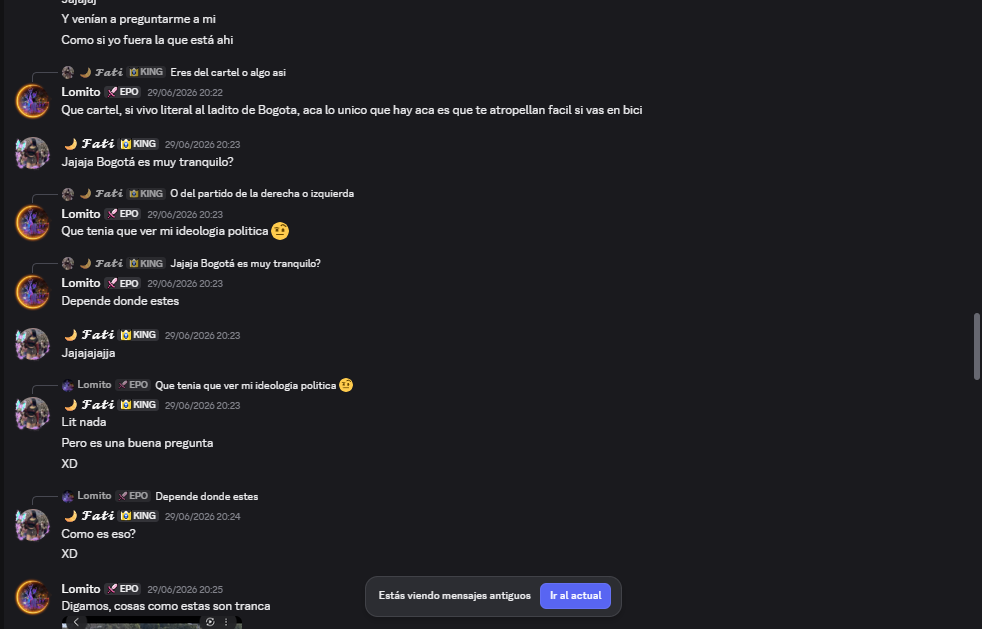 Jajajaj
Y venían a preguntarme a mi
Como si yo fuera la que está ahi
🌙 𝓕𝓪𝓽𝓲 KING Eres del cartel o algo asi
Lomito EPO 29/06/2026 20:22
Que cartel, si vivo literal al ladito de Bogota, aca lo unico que hay aca es que te atropellan facil si vas en bici
🌙 𝓕𝓪𝓽𝓲 KING 29/06/2026 20:23
Jajaja Bogotá es muy tranquilo?
🌙 𝓕𝓪𝓽𝓲 KING O del partido de la derecha o izquierda
Lomito EPO 29/06/2026 20:23
Que tenia que ver mi ideologia politica 🤨
🌙 𝓕𝓪𝓽𝓲 KING Jajaja Bogotá es muy tranquilo?
Lomito EPO 29/06/2026 20:23
Depende donde estes
🌙 𝓕𝓪𝓽𝓲 KING 29/06/2026 20:23
Jajajajajja
Lomito EPO Que tenia que ver mi ideologia politica 🤨
🌙 𝓕𝓪𝓽𝓲 KING 29/06/2026 20:23
Lit nada
Pero es una buena pregunta
XD
Lomito EPO Depende donde estes
🌙 𝓕𝓪𝓽𝓲 KING 29/06/2026 20:24
Como es eso?
XD
Lomito EPO 29/06/2026 20:25
Digamos, cosas como estas son tranca
Estás viendo mensajes antiguos
Ir al actual